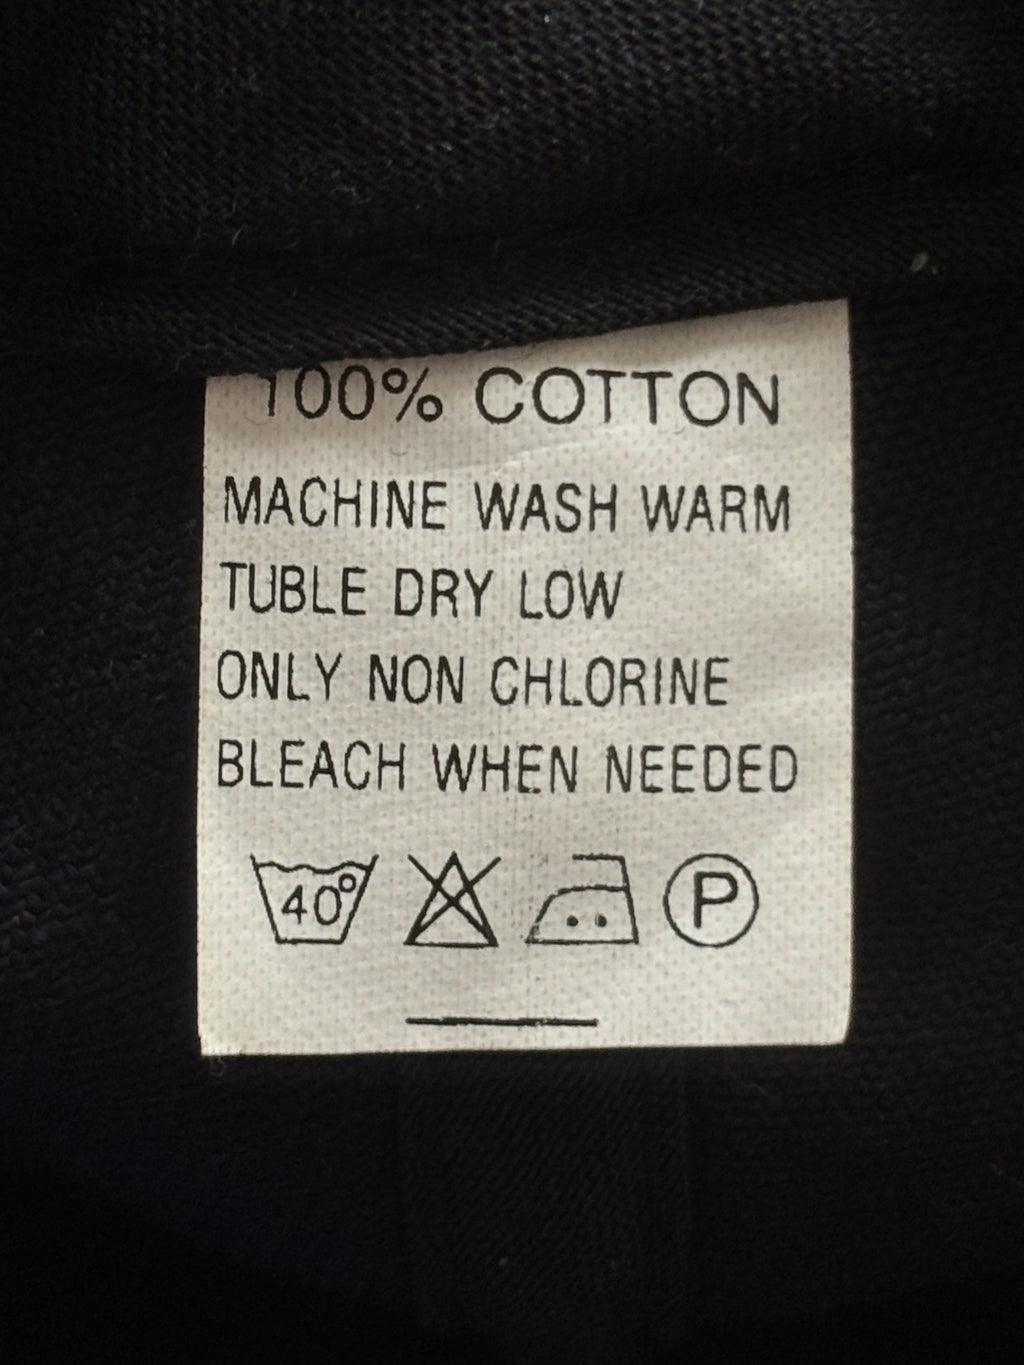 100% COTTON
MACHINE WASH WARM
TUBLE DRY LOW
ONLY NON CHLORINE
BLEACH WHEN NEEDED
40° P